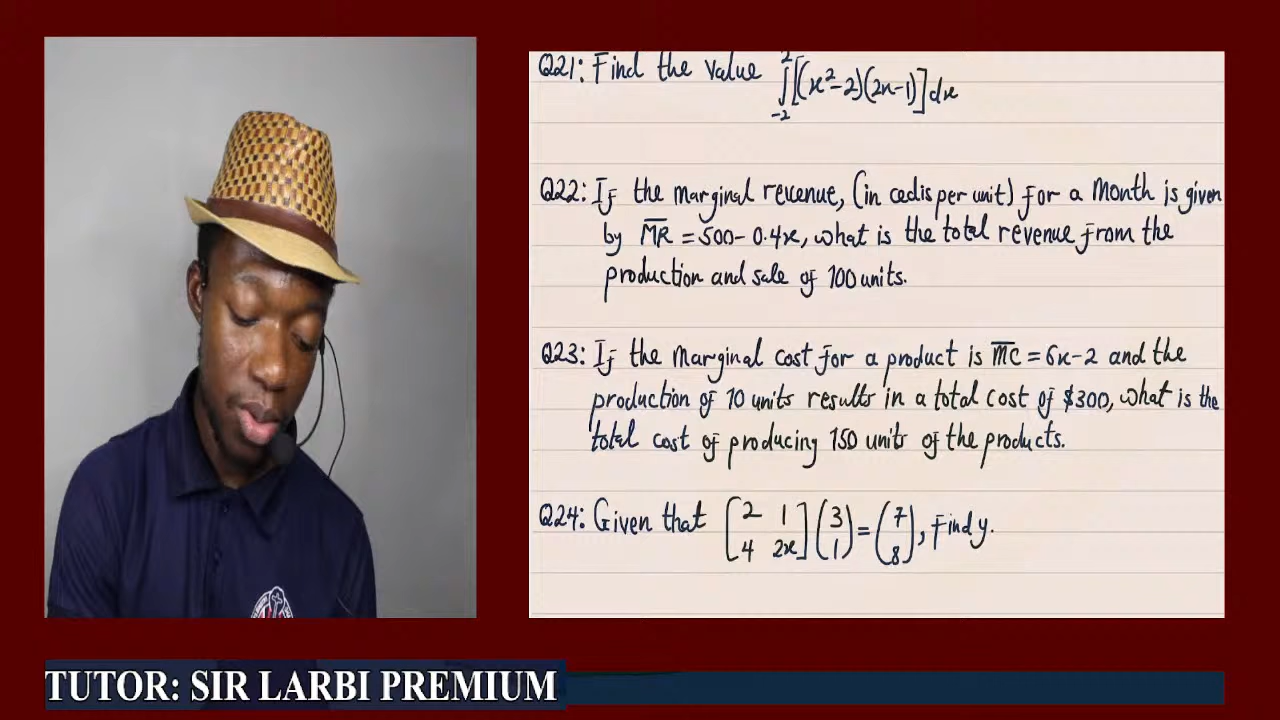 Q21: Find the value ∫₋₂² [(x²-2)(2x-1)] dx
Q22: If the marginal revenue, (in cedis per unit) for a month is given
by M̅R̅ = 500 - 0.4x, what is the total revenue from the
production and sale of 100 units.
Q23: If the marginal cost for a product is M̅C̅ = 6x-2 and the
production of 10 units results in a total cost of $300, what is the
total cost of producing 150 units of the products.
Q24: Given that [2 1; 4 2x] (3; 1) = (7; 8), Find y.
TUTOR: SIR LARBI PREMIUM